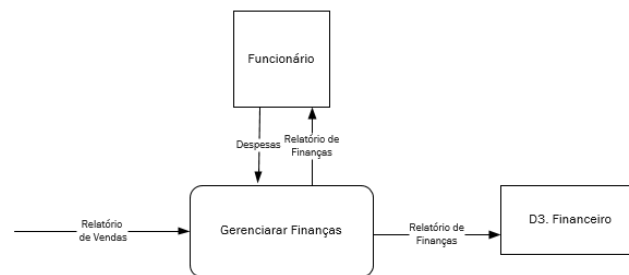 Funcionário
Despesas
Relatório de
Finanças
Relatório
de Vendas
Gerenciarar Finanças
Relatório de
Finanças
D3. Financeiro